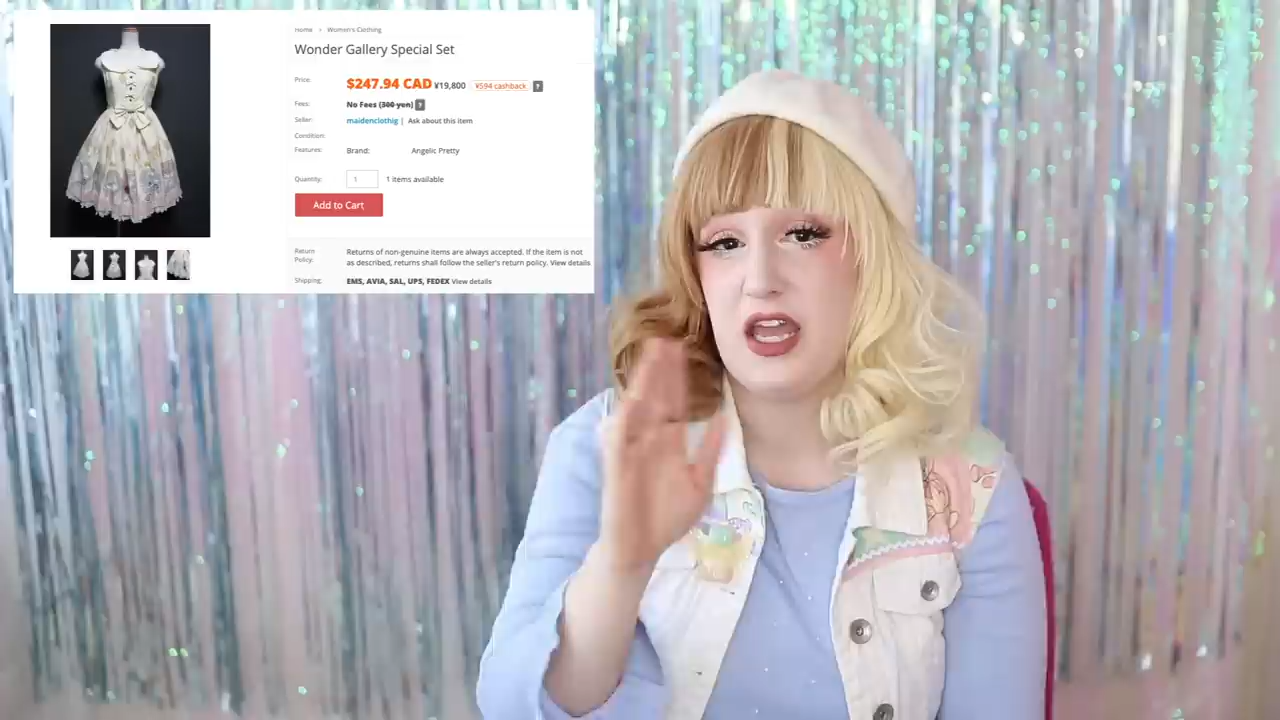 Home > Women's Clothing
Wonder Gallery Special Set
Price: $247.94 CAD ¥19,800 ¥594 cashback ?
Fees: No Fees (300 yen) ?
Seller: maidenclothig | Ask about this item
Condition:
Features: Brand: Angelic Pretty
Quantity: 1 1 items available
Add to Cart
Return Policy: Returns of non-genuine items are always accepted. If the item is not
as described, returns shall follow the seller's return policy. View details
Shipping: EMS, AVIA, SAL, UPS, FEDEX View details